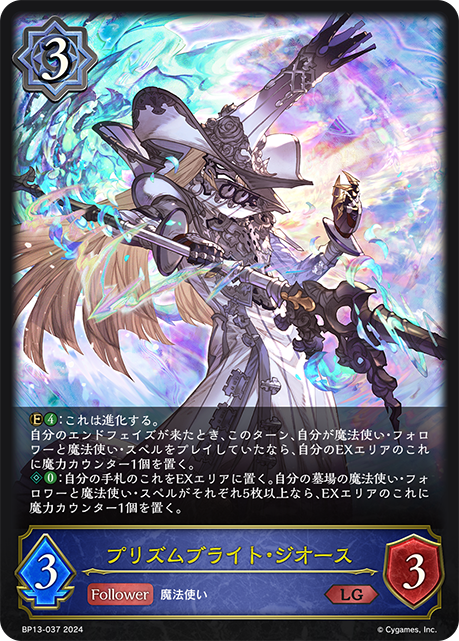 3
E4：これは進化する。
自分のエンドフェイズが来たとき、このターン、自分が魔法使い・フォロ
ワーと魔法使い・スペルをプレイしていたなら、自分のEXエリアのこれ
に魔力カウンター1個を置く。
0：自分の手札のこれをEXエリアに置く。自分の墓場の魔法使い・フォ
ロワーと魔法使い・スペルがそれぞれ5枚以上なら、EXエリアのこれに
魔力カウンター1個を置く。
プリズムブライト・ジオース
3 Follower 魔法使い LG 3
BP13-037 2024 © Cygames, Inc.